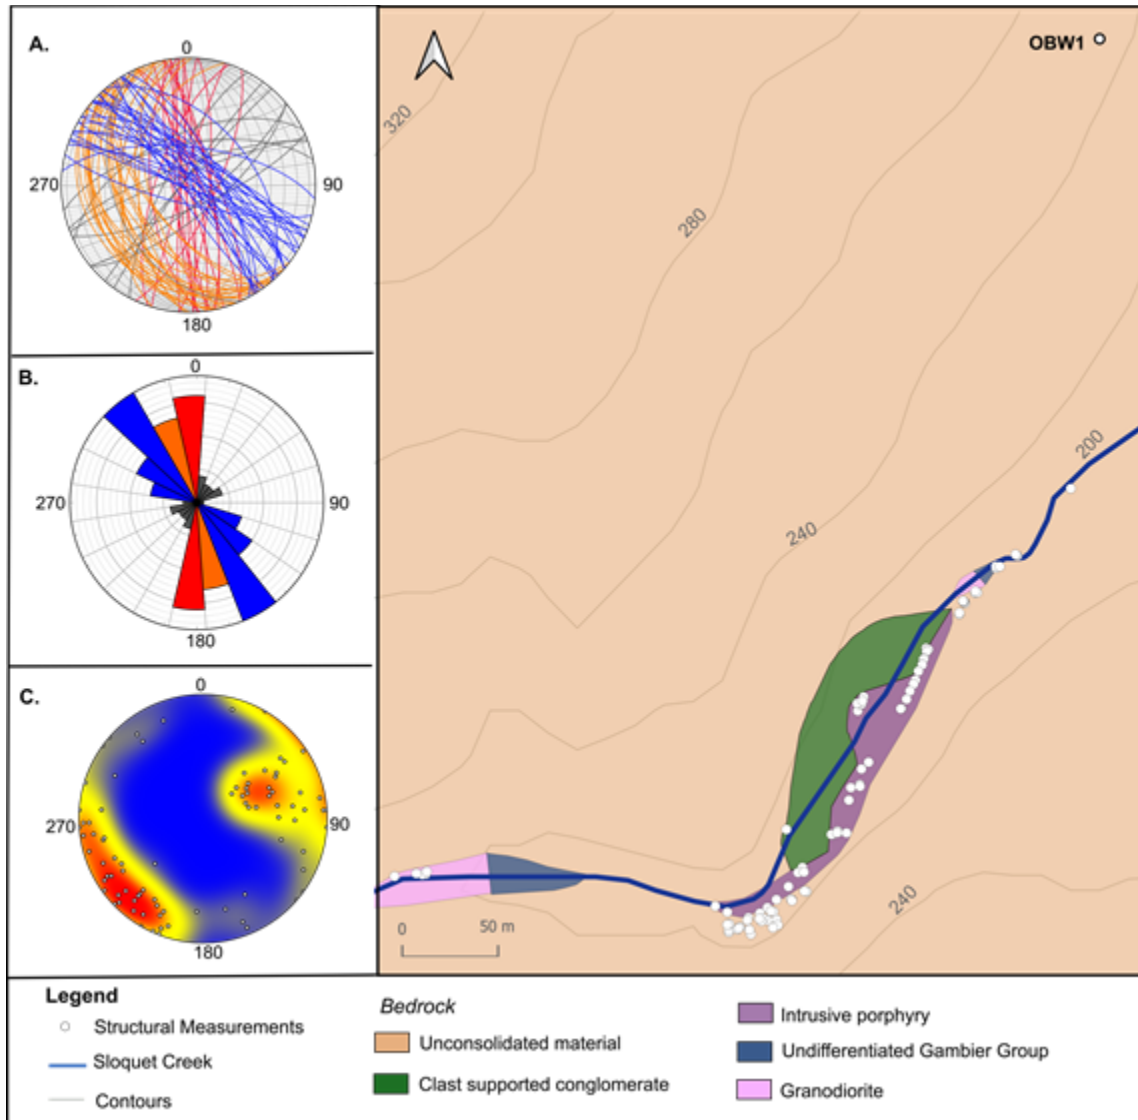 A.
0
270
90
180
B.
0
270
90
180
C.
0
270
90
180
OBW1
320
280
240
200
240
0 50 m
Legend
Structural Measurements
Sloquet Creek
Contours
Bedrock
Unconsolidated material
Clast supported conglomerate
Intrusive porphyry
Undifferentiated Gambier Group
Granodiorite